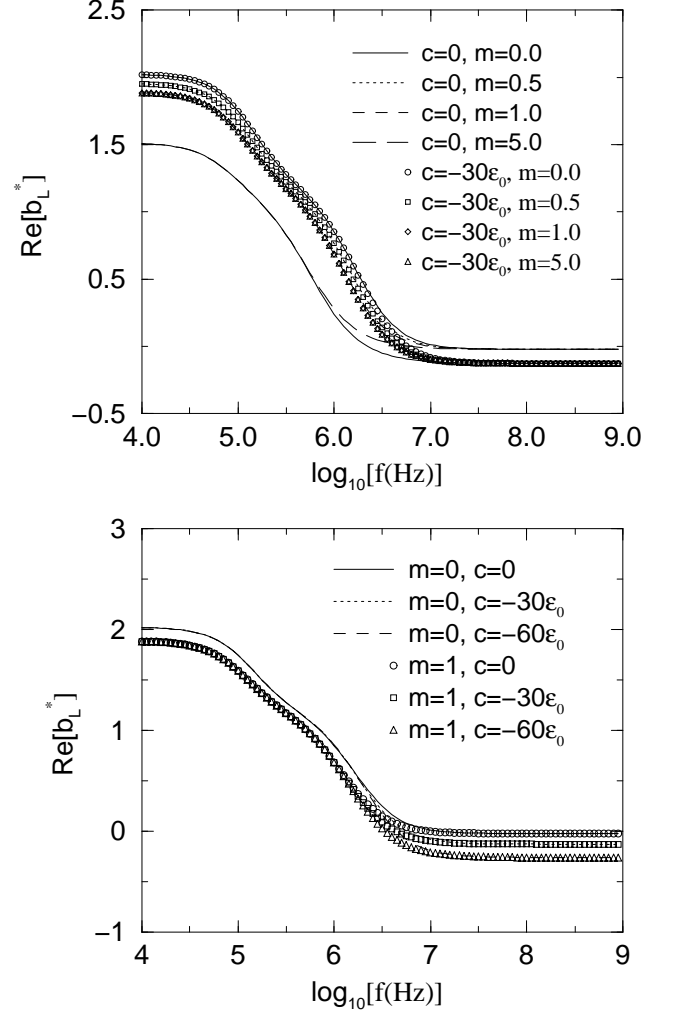 2.5
1.5
0.5
−0.5
Re[b_L^*]
c=0, m=0.0
c=0, m=0.5
c=0, m=1.0
c=0, m=5.0
c=−30ε₀, m=0.0
c=−30ε₀, m=0.5
c=−30ε₀, m=1.0
c=−30ε₀, m=5.0
4.0 5.0 6.0 7.0 8.0 9.0
log₁₀[f(Hz)]
3
2
1
0
−1
Re[b_L^*]
m=0, c=0
m=0, c=−30ε₀
m=0, c=−60ε₀
m=1, c=0
m=1, c=−30ε₀
m=1, c=−60ε₀
4 5 6 7 8 9
log₁₀[f(Hz)]